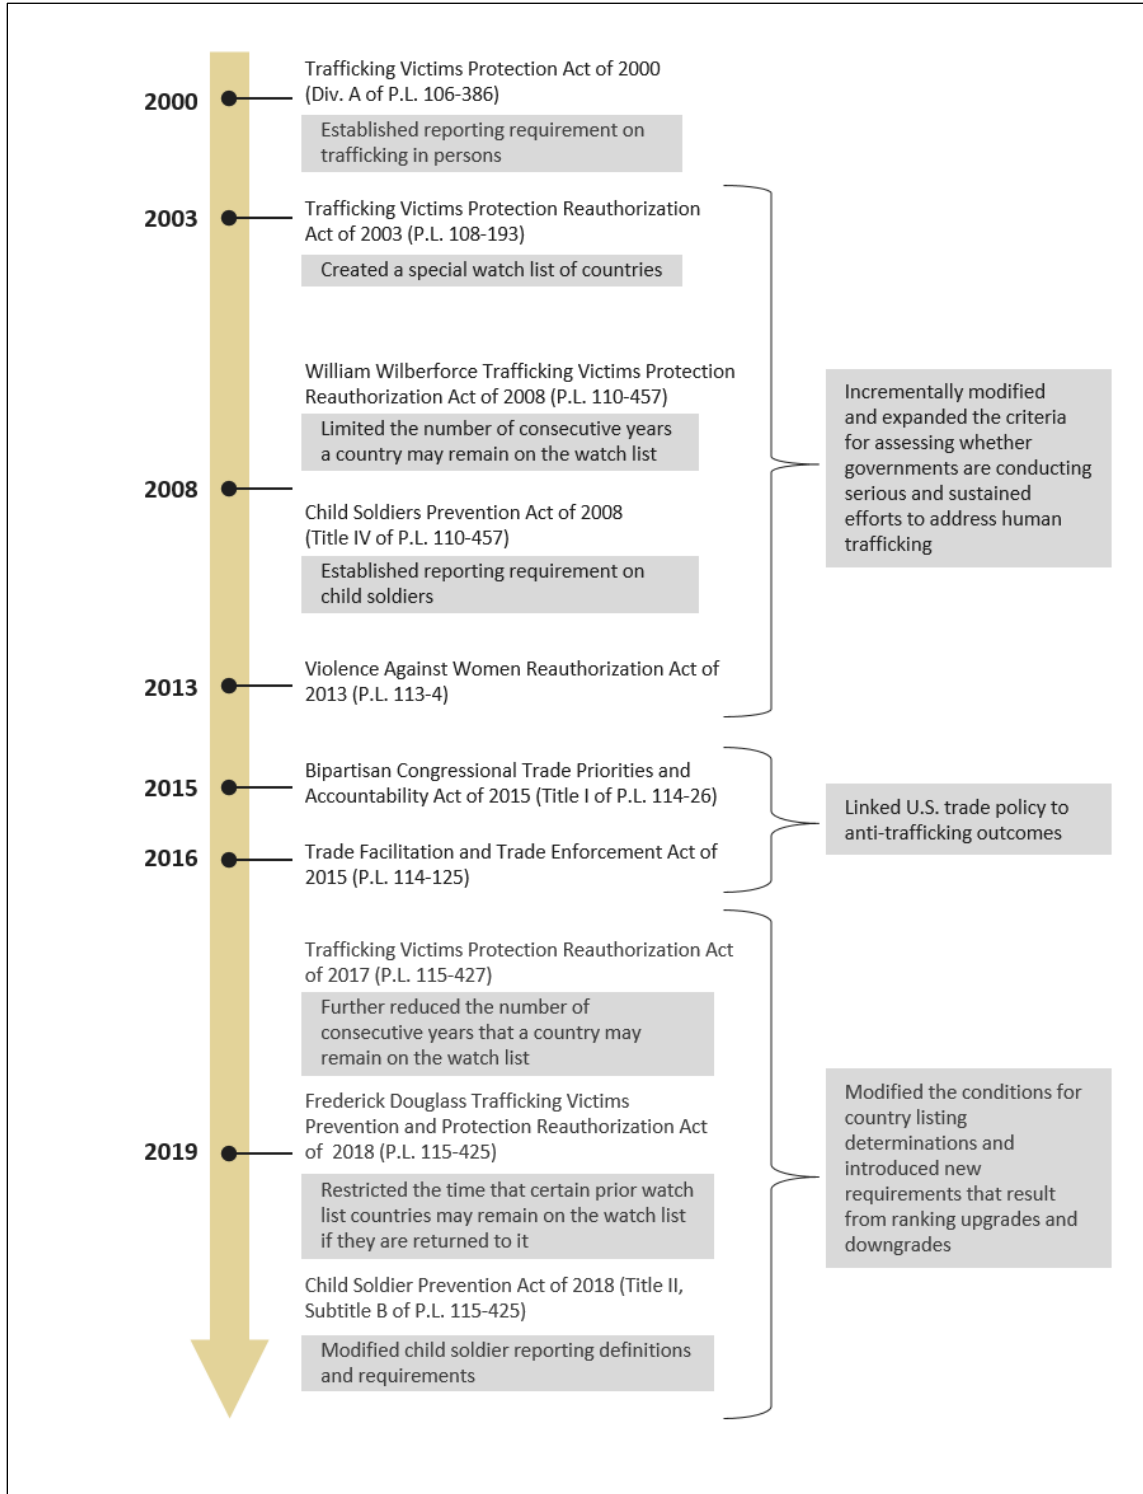 2000
Trafficking Victims Protection Act of 2000
(Div. A of P.L. 106-386)
Established reporting requirement on
trafficking in persons
2003
Trafficking Victims Protection Reauthorization
Act of 2003 (P.L. 108-193)
Created a special watch list of countries
William Wilberforce Trafficking Victims Protection
Reauthorization Act of 2008 (P.L. 110-457)
Limited the number of consecutive years
a country may remain on the watch list
2008
Child Soldiers Prevention Act of 2008
(Title IV of P.L. 110-457)
Established reporting requirement on
child soldiers
2013
Violence Against Women Reauthorization Act of
2013 (P.L. 113-4)
Incrementally modified
and expanded the criteria
for assessing whether
governments are conducting
serious and sustained
efforts to address human
trafficking
2015
Bipartisan Congressional Trade Priorities and
Accountability Act of 2015 (Title I of P.L. 114-26)
2016
Trade Facilitation and Trade Enforcement Act of
2015 (P.L. 114-125)
Linked U.S. trade policy to
anti-trafficking outcomes
Trafficking Victims Protection Reauthorization Act
of 2017 (P.L. 115-427)
Further reduced the number of
consecutive years that a country may
remain on the watch list
2019
Frederick Douglass Trafficking Victims
Prevention and Protection Reauthorization Act
of 2018 (P.L. 115-425)
Restricted the time that certain prior watch
list countries may remain on the watch list
if they are returned to it
Child Soldier Prevention Act of 2018 (Title II,
Subtitle B of P.L. 115-425)
Modified child soldier reporting definitions
and requirements
Modified the conditions for
country listing
determinations and
introduced new
requirements that result
from ranking upgrades and
downgrades